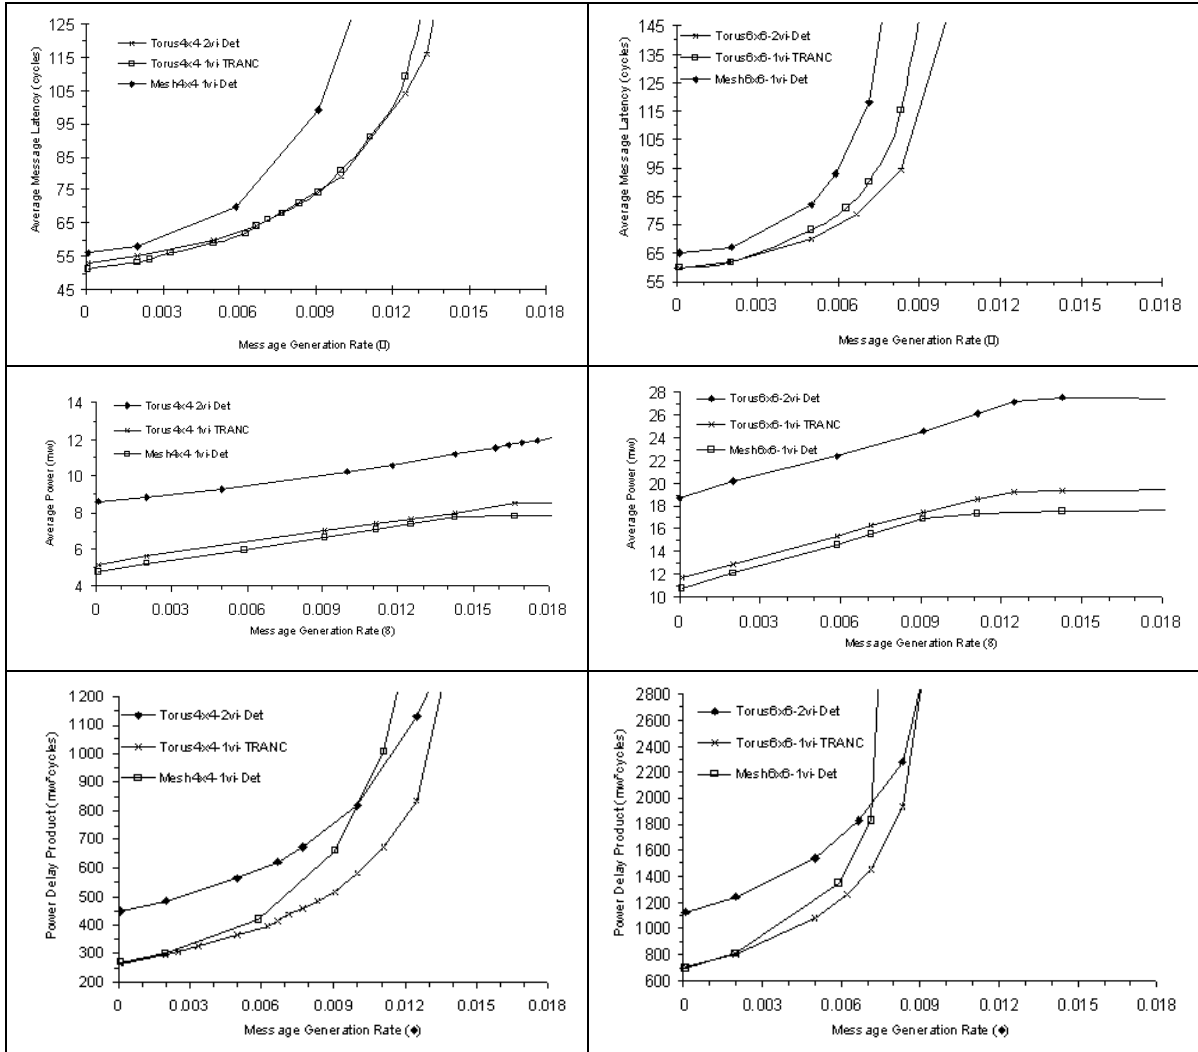 125
115
105
95
85
75
65
55
45
Average Message Latency (cycles)
Torus4x4-2vi-Det
Torus4x4-1vi-TRANC
Mesh4x4-1vi-Det
0 0.003 0.006 0.009 0.012 0.015 0.018
Message Generation Rate (□)
145
135
125
115
105
95
85
75
65
55
Average Message Latency (cycles)
Torus6x6-2vi-Det
Torus6x6-1vi-TRANC
Mesh6x6-1vi-Det
0 0.003 0.006 0.009 0.012 0.015 0.018
Message Generation Rate (□)
14
12
10
8
6
4
Average Power (mw)
Torus4x4-2vi-Det
Torus4x4-1vi-TRANC
Mesh4x4-1vi-Det
0 0.003 0.006 0.009 0.012 0.015 0.018
Message Generation Rate (8)
28
26
24
22
20
18
16
14
12
10
Average Power (mw)
Torus6x6-2vi-Det
Torus6x6-1vi-TRANC
Mesh6x6-1vi-Det
0 0.003 0.006 0.009 0.012 0.015 0.018
Message Generation Rate (8)
1200
1100
1000
900
800
700
600
500
400
300
200
Power Delay Product (mw*cycles)
Torus4x4-2vi-Det
Torus4x4-1vi-TRANC
Mesh4x4-1vi-Det
0 0.003 0.006 0.009 0.012 0.015 0.018
Message Generation Rate (♦)
2800
2600
2400
2200
2000
1800
1600
1400
1200
1000
800
600
Power Delay Product (mw*cycles)
Torus6x6-2vi-Det
Torus6x6-1vi-TRANC
Mesh6x6-1vi-Det
0 0.003 0.006 0.009 0.012 0.015 0.018
Message Generation Rate (♦)